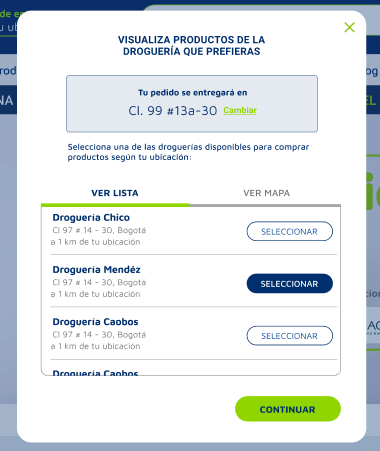 VISUALIZA PRODUCTOS DE LA
DROGUERÍA QUE PREFIERAS
Tu pedido se entregará en
Cl. 99 #13a-30 Cambiar
Selecciona una de las droguerías disponibles para comprar
productos según tu ubicación:
VER LISTA VER MAPA
Droguería Chico
Cl 97 # 14 - 30, Bogotá
a 1 km de tu ubicación
SELECCIONAR
Droguería Mendéz
Cl 97 # 14 - 30, Bogotá
a 1 km de tu ubicación
SELECCIONAR
Droguería Caobos
Cl 97 # 14 - 30, Bogotá
a 1 km de tu ubicación
SELECCIONAR
Droguería Caobos
CONTINUAR